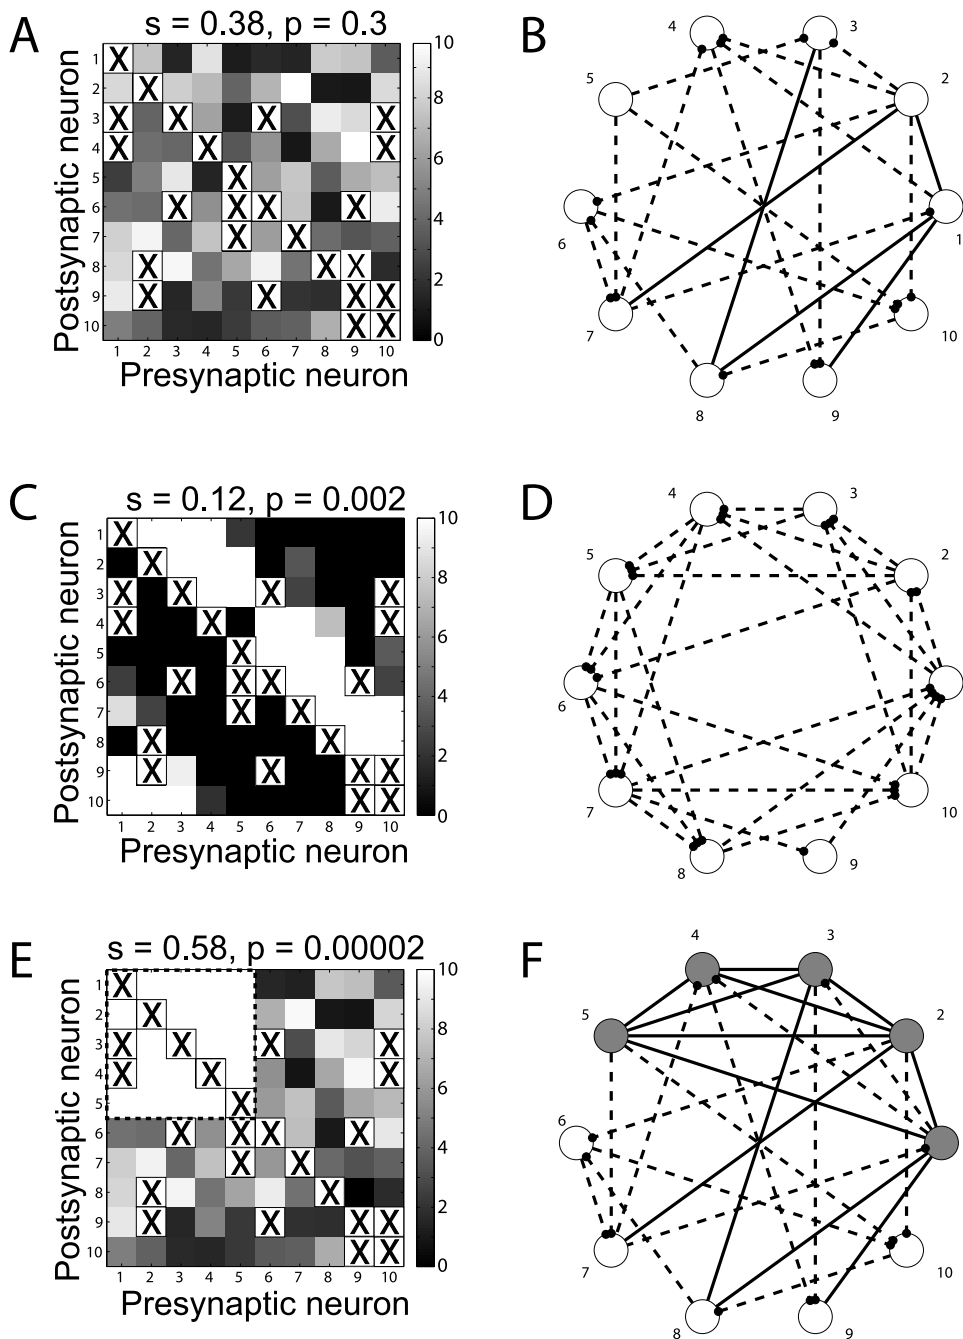 A
s = 0.38, p = 0.3
Postsynaptic neuron
1
2
3
4
5
6
7
8
9
10
X
X
X X X X
X X X
X
X X X X
X X
X X X
X X X X
X X
1 2 3 4 5 6 7 8 9 10
Presynaptic neuron
10
8
6
4
2
0
B
4 3
5 2
6 1
7 10
8 9
C
s = 0.12, p = 0.002
Postsynaptic neuron
1
2
3
4
5
6
7
8
9
10
X
X
X X X X
X X X
X
X X X X
X X
X X
X X X X
X X
1 2 3 4 5 6 7 8 9 10
Presynaptic neuron
10
8
6
4
2
0
D
4 3
5 2
6
7 10
8 9
E
s = 0.58, p = 0.00002
Postsynaptic neuron
1
2
3
4
5
6
7
8
9
10
X
X
X X X X
X X X
X
X X X X
X X
X X
X X X X
X X
1 2 3 4 5 6 7 8 9 10
Presynaptic neuron
10
8
6
4
2
0
F
4 3
5 2
6
7 10
8 9